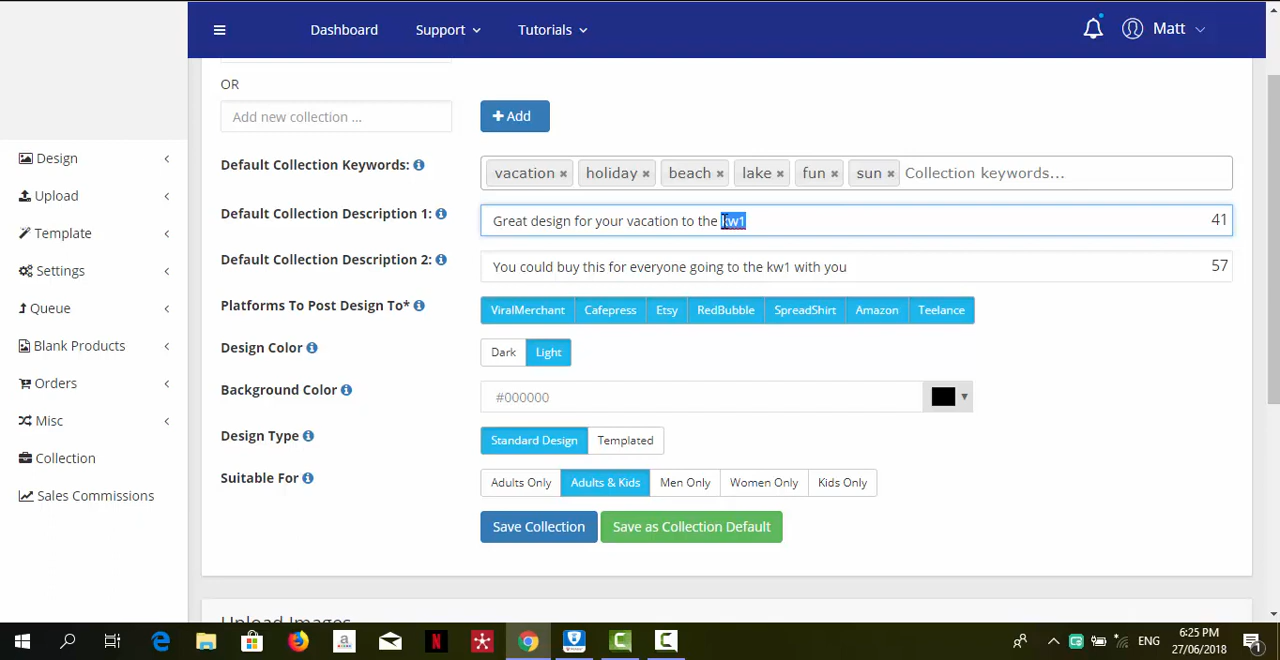 Dashboard Support Tutorials Matt
OR
Add new collection ... Add
Default Collection Keywords: vacation × holiday × beach × lake × fun × sun × Collection keywords...
Default Collection Description 1: Great design for your vacation to the kw1 41
Default Collection Description 2: You could buy this for everyone going to the kw1 with you 57
Platforms To Post Design To* ViralMerchant Cafepress Etsy RedBubble SpreadShirt Amazon Teelance
Design Color Dark Light
Background Color #000000
Design Type Standard Design Templated
Suitable For Adults Only Adults & Kids Men Only Women Only Kids Only
Save Collection Save as Collection Default
Design
Upload
Template
Settings
Queue
Blank Products
Orders
Misc
Collection
Sales Commissions
Upload Images
ENG 6:25 PM
27/06/2018